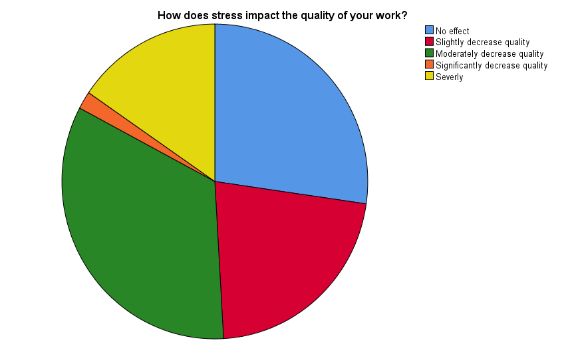 How does stress impact the quality of your work?
No effect
Slightly decrease quality
Moderately decrease quality
Significantly decrease quality
Severly